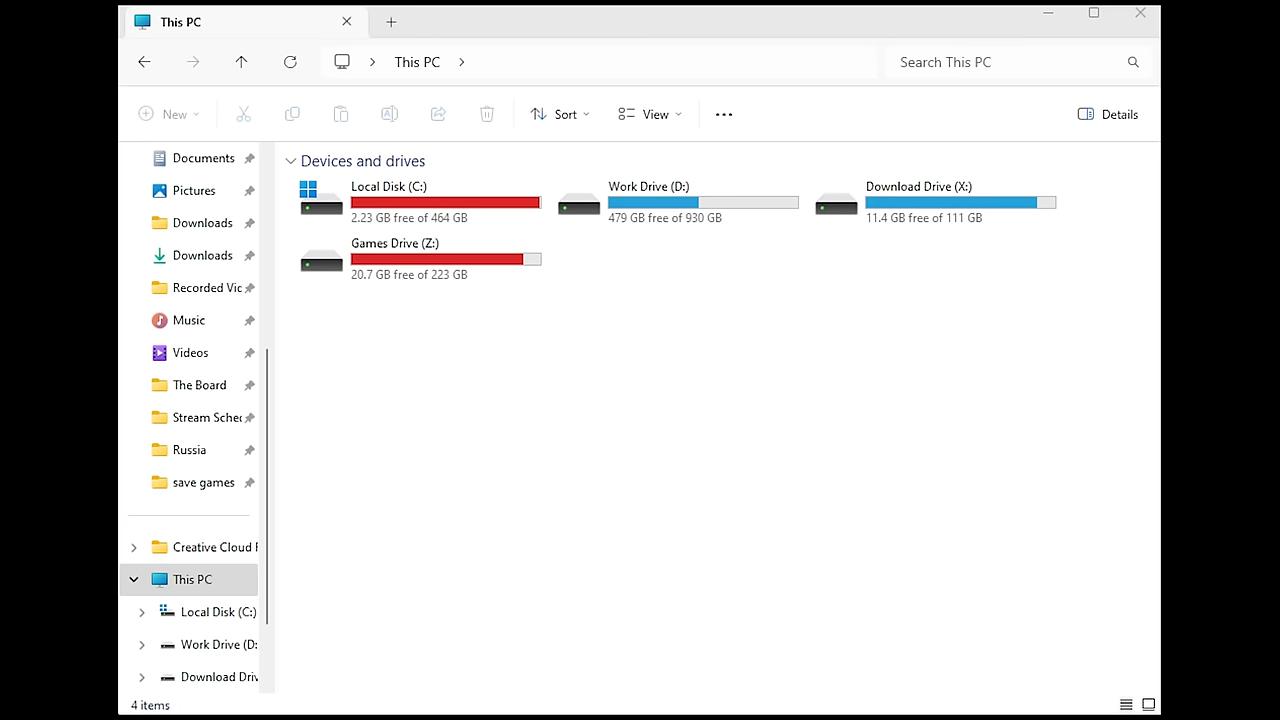 This PC
This PC
Search This PC
New
Sort
View
Details
Documents
Pictures
Downloads
Downloads
Recorded Vic
Music
Videos
The Board
Stream Sche
Russia
save games
Creative Cloud F
This PC
Local Disk (C:)
Work Drive (D:
Download Driv
Devices and drives
Local Disk (C:)
2.23 GB free of 464 GB
Work Drive (D:)
479 GB free of 930 GB
Download Drive (X:)
11.4 GB free of 111 GB
Games Drive (Z:)
20.7 GB free of 223 GB
4 items